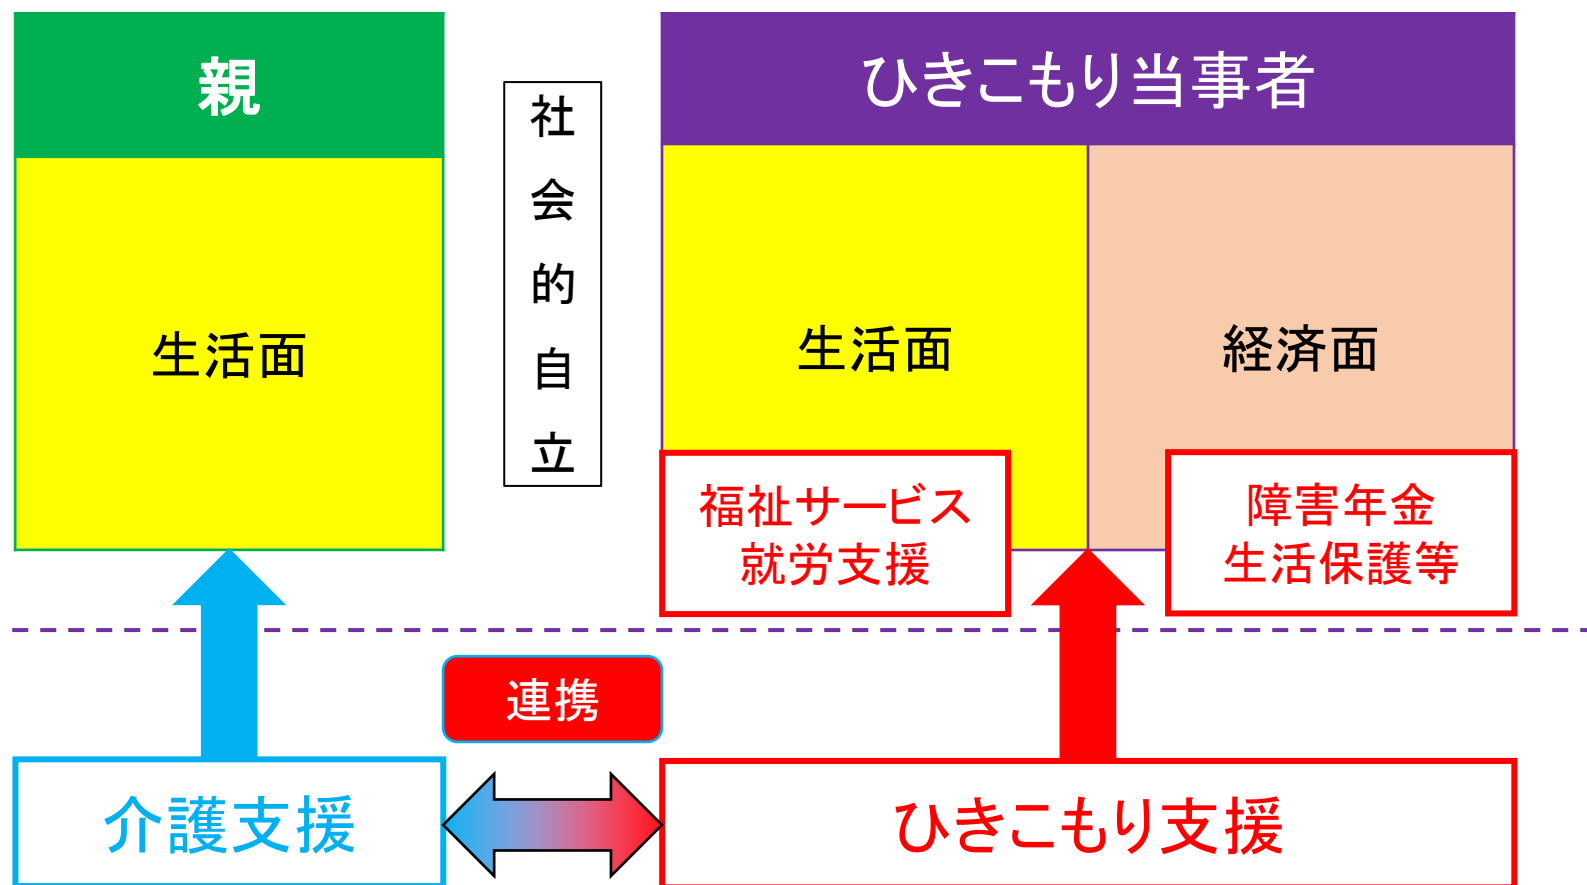 親
社会的自立
ひきこもり当事者
生活面
生活面
経済面
福祉サービス
就労支援
障害年金
生活保護等
連携
介護支援
ひきこもり支援